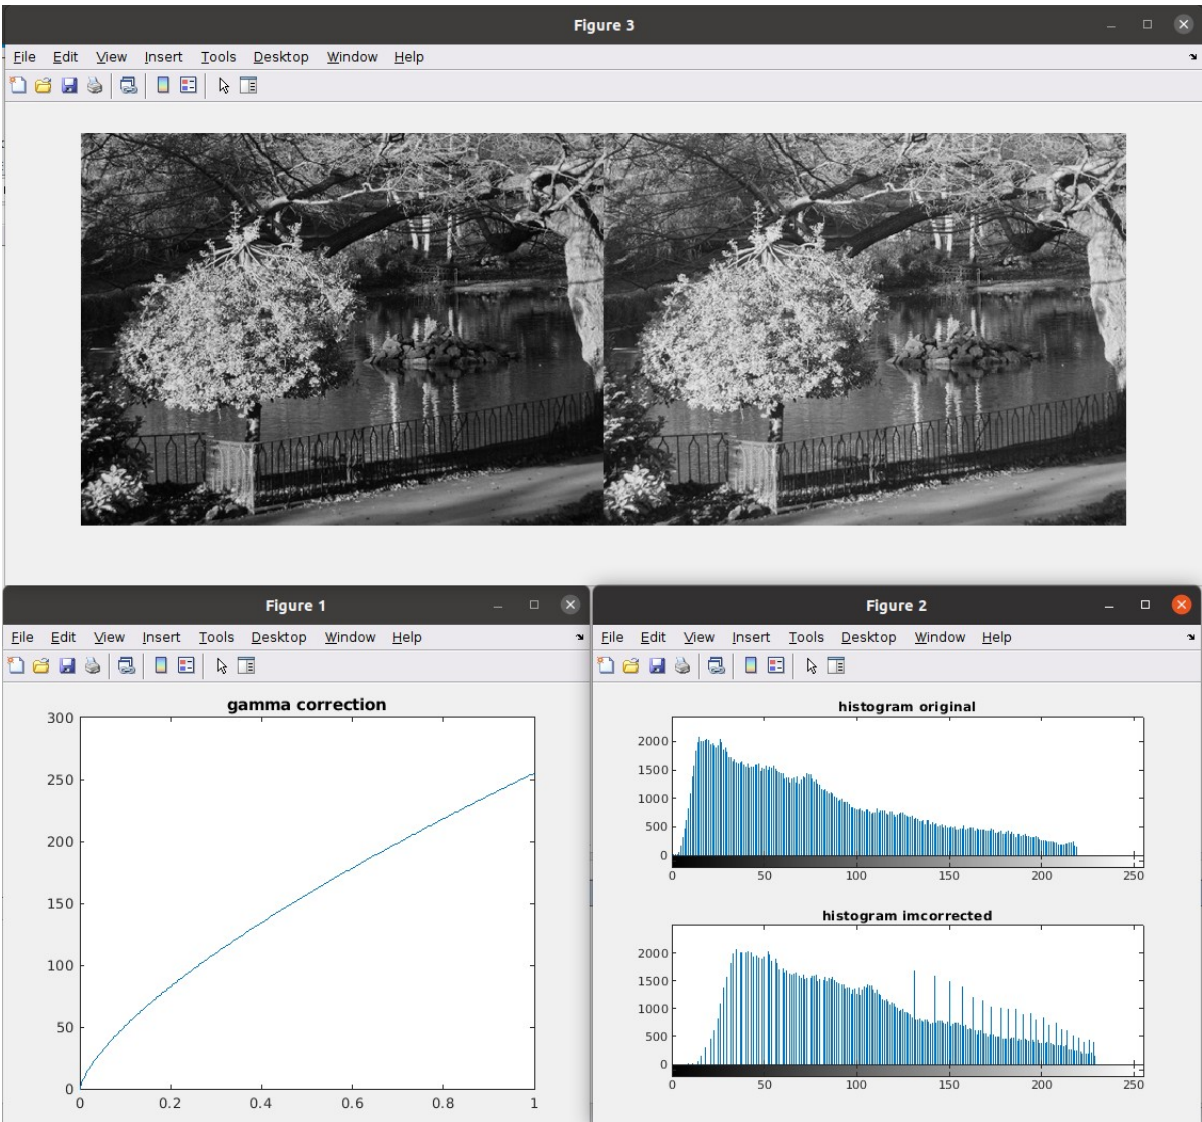 Figure 3
File Edit View Insert Tools Desktop Window Help
Figure 1
File Edit View Insert Tools Desktop Window Help
gamma correction
300
250
200
150
100
50
0
0 0.2 0.4 0.6 0.8 1
Figure 2
File Edit View Insert Tools Desktop Window Help
histogram original
2000
1500
1000
500
0
0 50 100 150 200 250
histogram imcorrected
2000
1500
1000
500
0
0 50 100 150 200 250